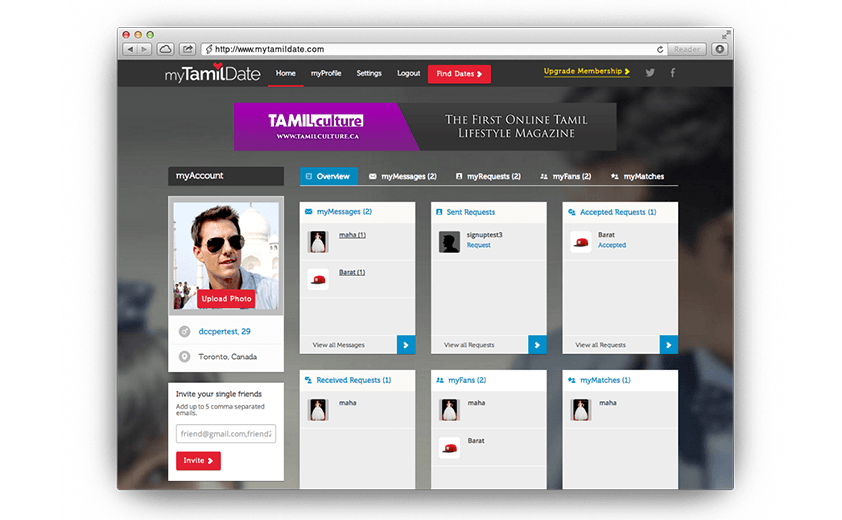 http://www.mytamildate.com
Reader
myTamilDate
Home
myProfile
Settings
Logout
Find Dates
Upgrade Membership
TAMILculture
WWW.TAMILCULTURE.CA
THE FIRST ONLINE TAMIL
LIFESTYLE MAGAZINE
myAccount
Upload Photo
dccpertest, 29
Toronto, Canada
Invite your single friends
Add up to 5 comma separated
emails.
friend@gmail.com,friend2
Invite
Overview
myMessages (2)
myRequests (2)
myFans (2)
myMatches
myMessages (2)
maha (1)
Barat (1)
View all Messages
Sent Requests
signuptest3
Request
View all Requests
Accepted Requests (1)
Barat
Accepted
View all Requests
Received Requests (1)
maha
myFans (2)
maha
Barat
myMatches (1)
maha